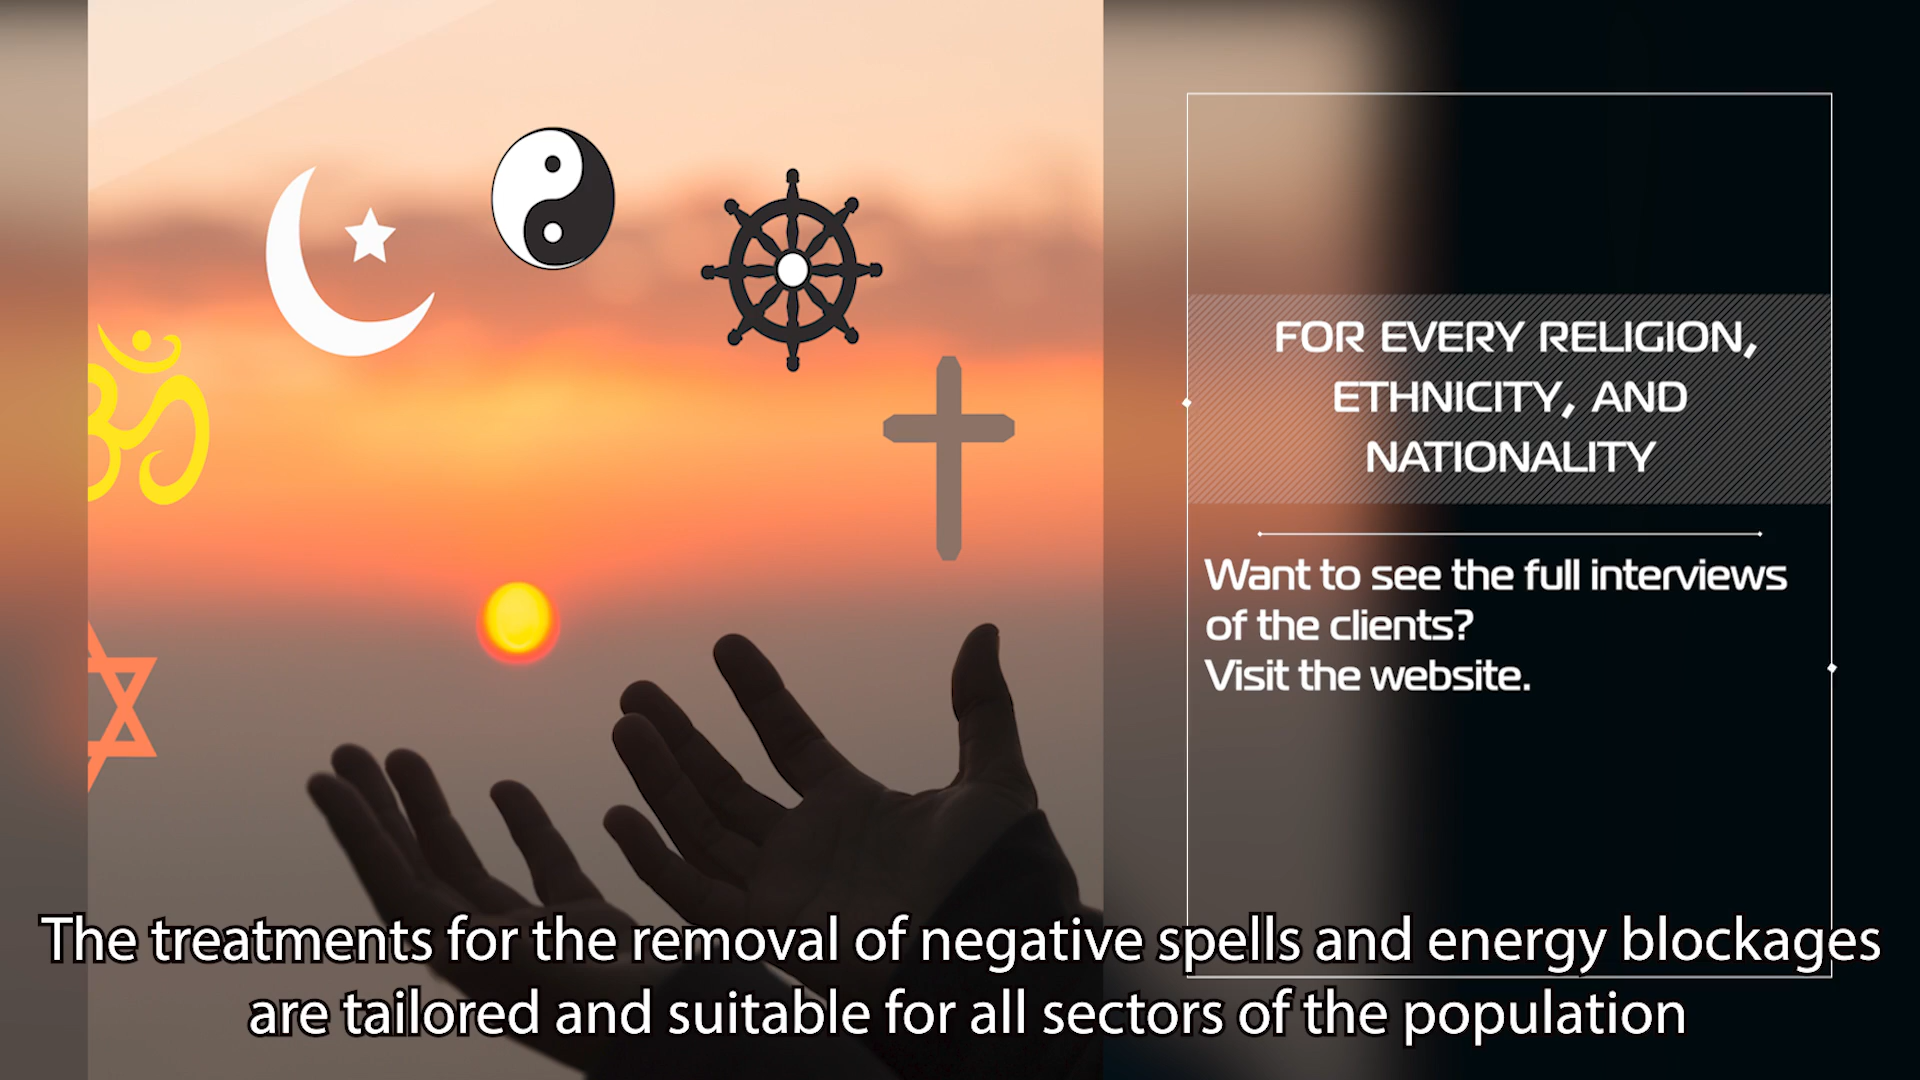 FOR EVERY RELIGION,
ETHNICITY, AND
NATIONALITY
Want to see the full interviews
of the clients?
Visit the website.
The treatments for the removal of negative spells and energy blockages
are tailored and suitable for all sectors of the population